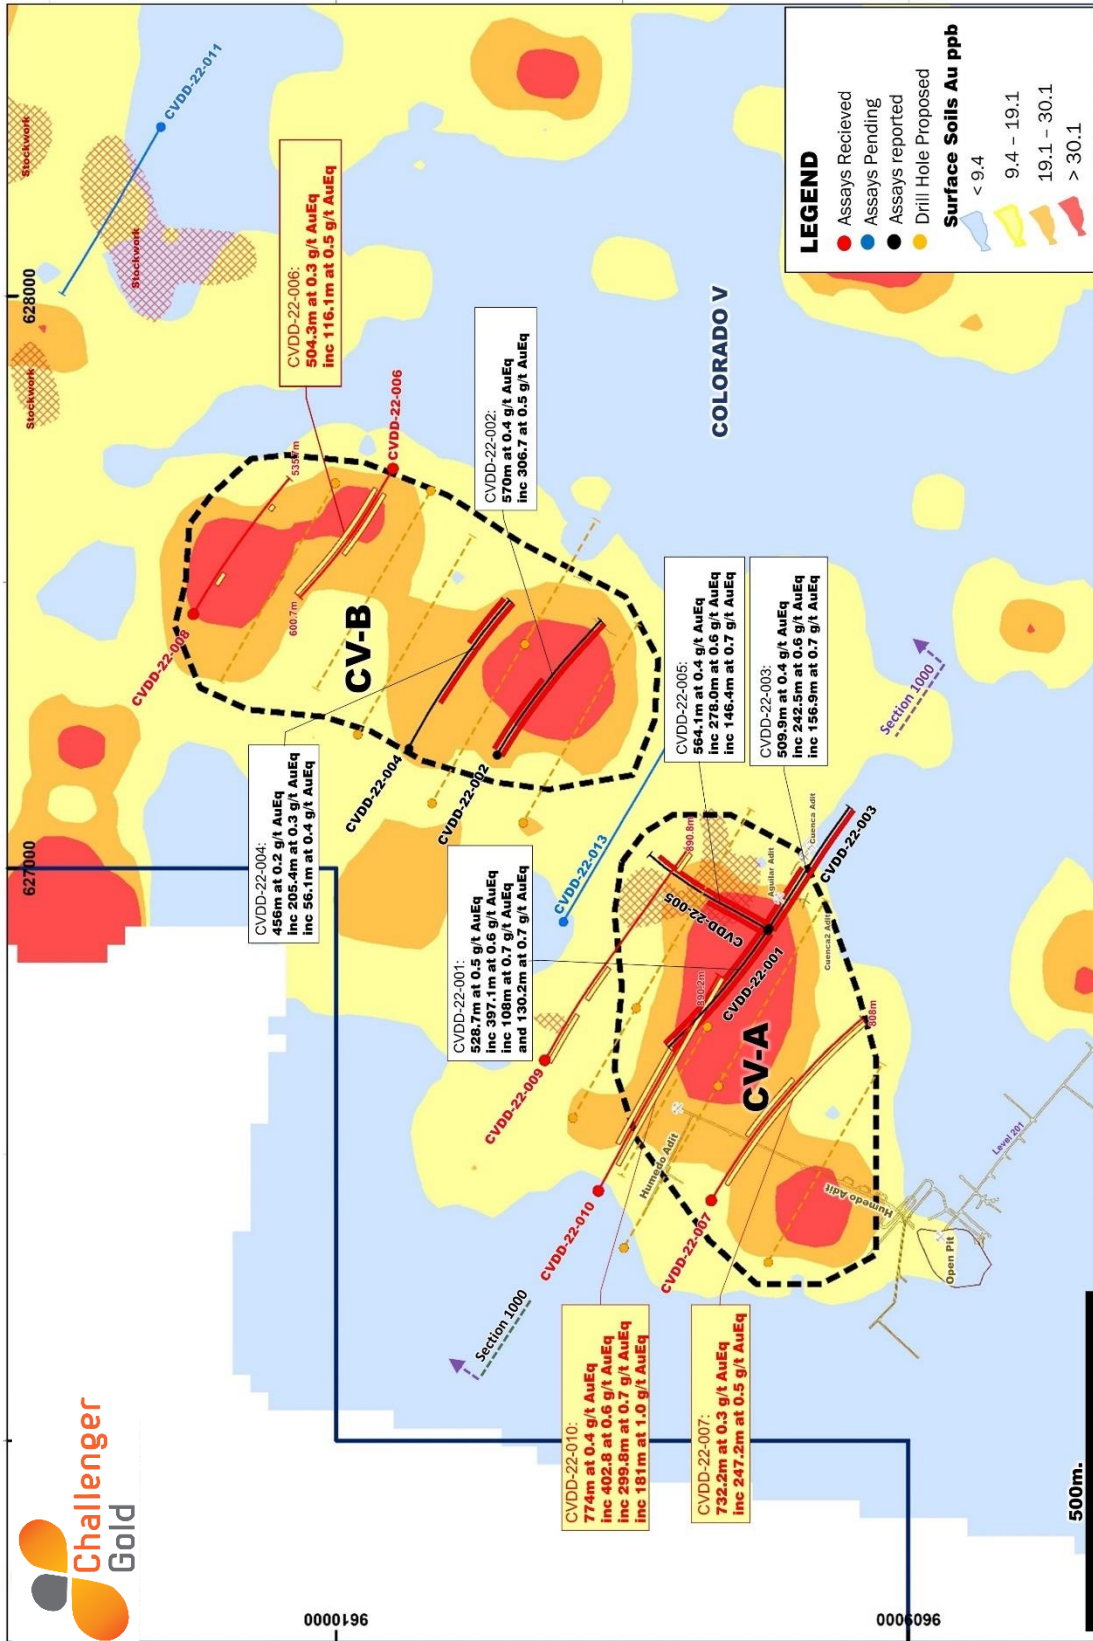 Challenger
Gold
627000
628000
9610000
9609000
500m.
CVDD-22-011
Stockwork
Stockwork
Stockwork
CVDD-22-006:
504.3m at 0.3 g/t AuEq
inc 116.1m at 0.5 g/t AuEq
CVDD-22-006
535.7m
600.7m
CVDD-22-008
CV-B
CVDD-22-002:
570m at 0.4 g/t AuEq
inc 306.7 at 0.5 g/t AuEq
CVDD-22-004:
456m at 0.2 g/t AuEq
inc 205.4m at 0.3 g/t AuEq
inc 56.1m at 0.4 g/t AuEq
CVDD-22-004
CVDD-22-002
CVDD-22-013
COLORADO V
CVDD-22-005:
564.1m at 0.4 g/t AuEq
inc 278.0m at 0.6 g/t AuEq
inc 146.4m at 0.7 g/t AuEq
CVDD-22-003:
509.9m at 0.4 g/t AuEq
inc 242.5m at 0.6 g/t AuEq
inc 156.9m at 0.7 g/t AuEq
CVDD-22-001:
528.7m at 0.5 g/t AuEq
inc 397.1m at 0.6 g/t AuEq
inc 108m at 0.7 g/t AuEq
and 130.2m at 0.7 g/t AuEq
CVDD-22-009
890.8m
CVDD-22-005
Aguilar Adit
Cuenca Adit
CVDD-22-003
Cuenca2 Adit
CVDD-22-001
890.2m
CV-A
808m
Section 1000
Section 1000
CVDD-22-010
CVDD-22-007
Humedo Adit
Humedo Adit
Level 201
Open Pit
CVDD-22-010:
774m at 0.4 g/t AuEq
inc 402.8 at 0.6 g/t AuEq
inc 299.8m at 0.7 g/t AuEq
inc 181m at 1.0 g/t AuEq
CVDD-22-007:
732.2m at 0.3 g/t AuEq
inc 247.2m at 0.5 g/t AuEq
LEGEND
Assays Recieved
Assays Pending
Assays reported
Drill Hole Proposed
Surface Soils Au ppb
< 9.4
9.4 – 19.1
19.1 – 30.1
> 30.1